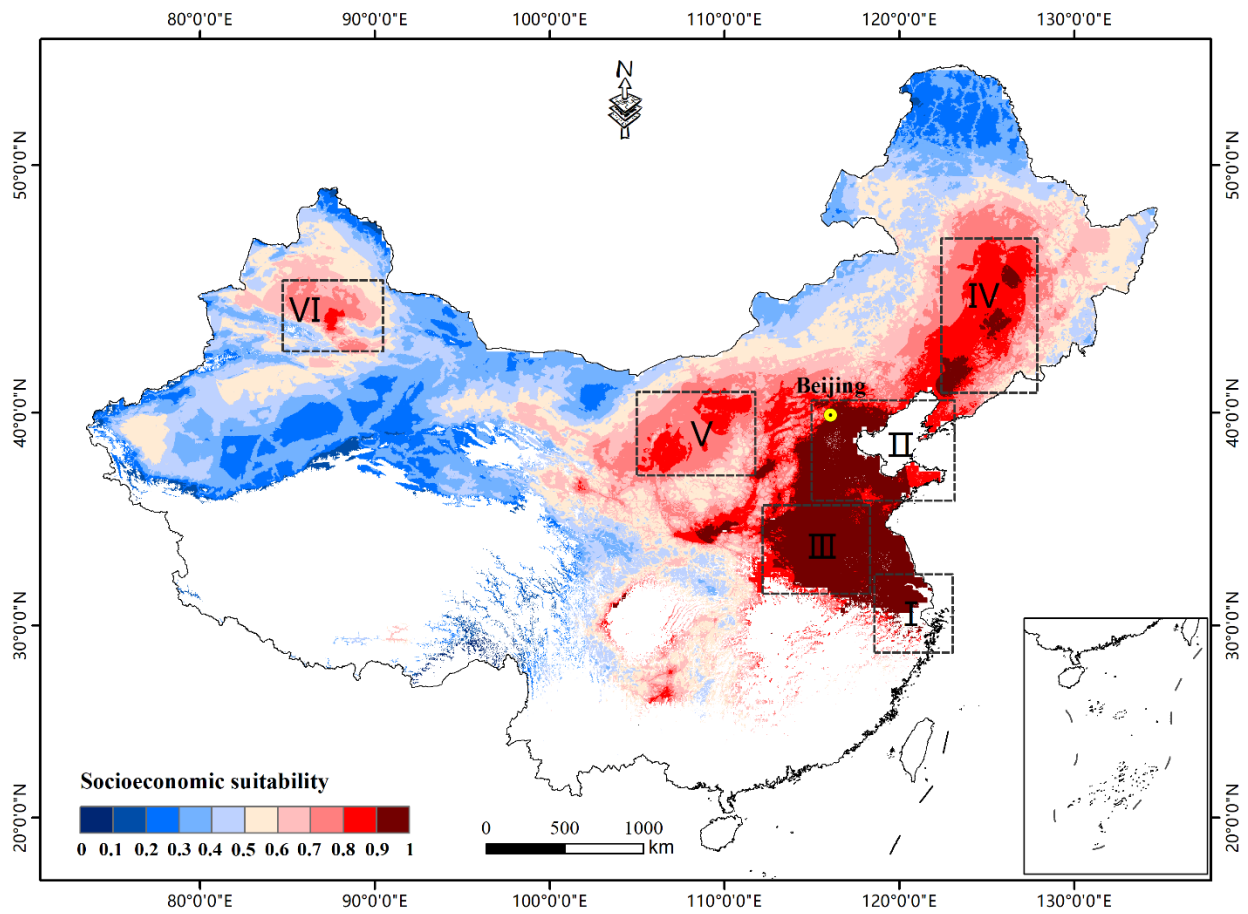 80°0'0"E 90°0'0"E 100°0'0"E 110°0'0"E 120°0'0"E 130°0'0"E
N
50°0'0"N 50°0'0"N
VI
IV
Beijing
40°0'0"N 40°0'0"N
V
II
III
30°0'0"N 30°0'0"N
I
Socioeconomic suitability
0 0.1 0.2 0.3 0.4 0.5 0.6 0.7 0.8 0.9 1
0 500 1000
km
20°0'0"N 20°0'0"N
80°0'0"E 90°0'0"E 100°0'0"E 110°0'0"E 120°0'0"E 130°0'0"E